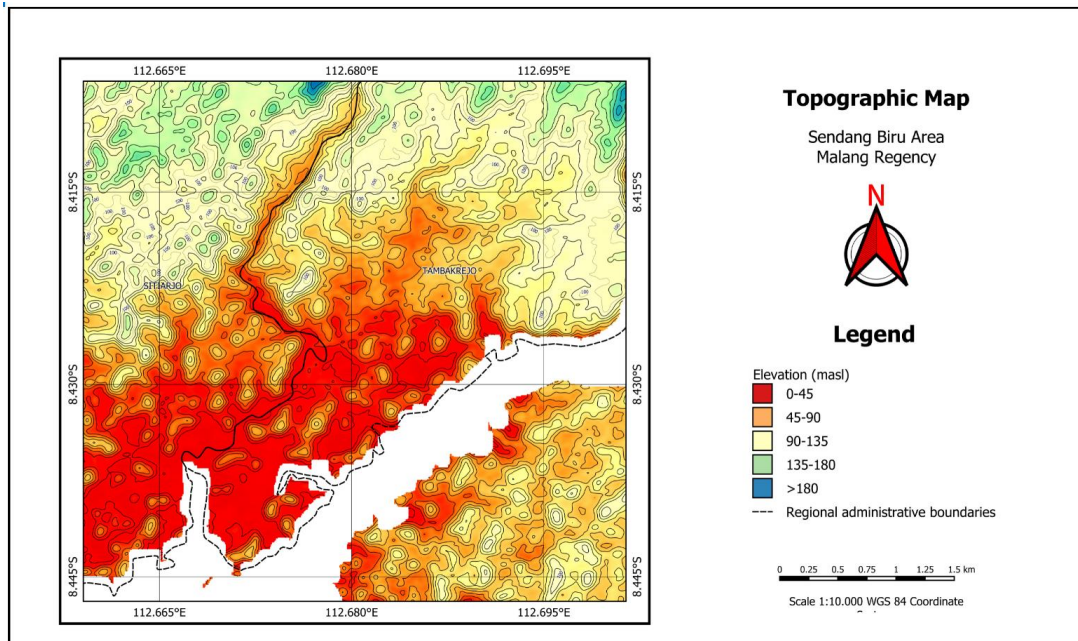 112.665°E 112.680°E 112.695°E
8.415°S 8.415°S
SITIARJO
TAMBAKREJO
8.430°S 8.430°S
8.445°S 8.445°S
112.665°E 112.680°E 112.695°E
Topographic Map
Sendang Biru Area
Malang Regency
N
Legend
Elevation (masl)
0-45
45-90
90-135
135-180
>180
Regional administrative boundaries
0 0.25 0.5 0.75 1 1.25 1.5 km
Scale 1:10.000 WGS 84 Coordinate